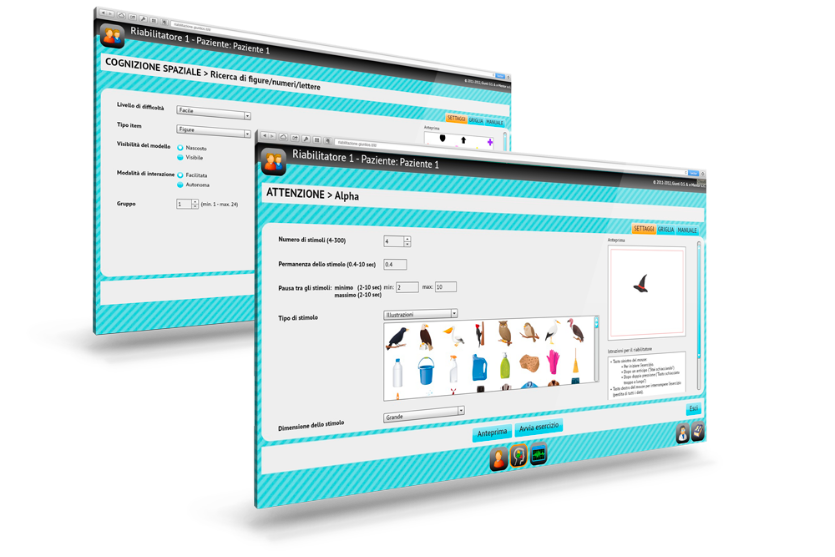 Riabilitatore 1 - Paziente: Paziente 1
COGNIZIONE SPAZIALE > Ricerca di figure/numeri/lettere
SETTAGGI GRIGLIA MANUALE
Livello di difficoltà
Facile
Anteprima
Tipo item
Figure
Visibilità del modello
Nascosto
Visibile
Modalità di interazione
Facilitata
Autonoma
Gruppo
1
(min. 1 - max. 24)
Riabilitatore 1 - Paziente: Paziente 1
ATTENZIONE > Alpha
SETTAGGI GRIGLIA MANUALE
Numero di stimoli (4-300)
4
Anteprima
Permanenza dello stimolo (0.4-10 sec)
0.4
Pausa tra gli stimoli: minimo (2-10 sec) min: 2 max: 10
massimo (2-10 sec)
Tipo di stimolo
Illustrazioni
Istruzioni per il riabilitatore
Dimensione dello stimolo
Grande
Anteprima
Avvia esercizio
Esci